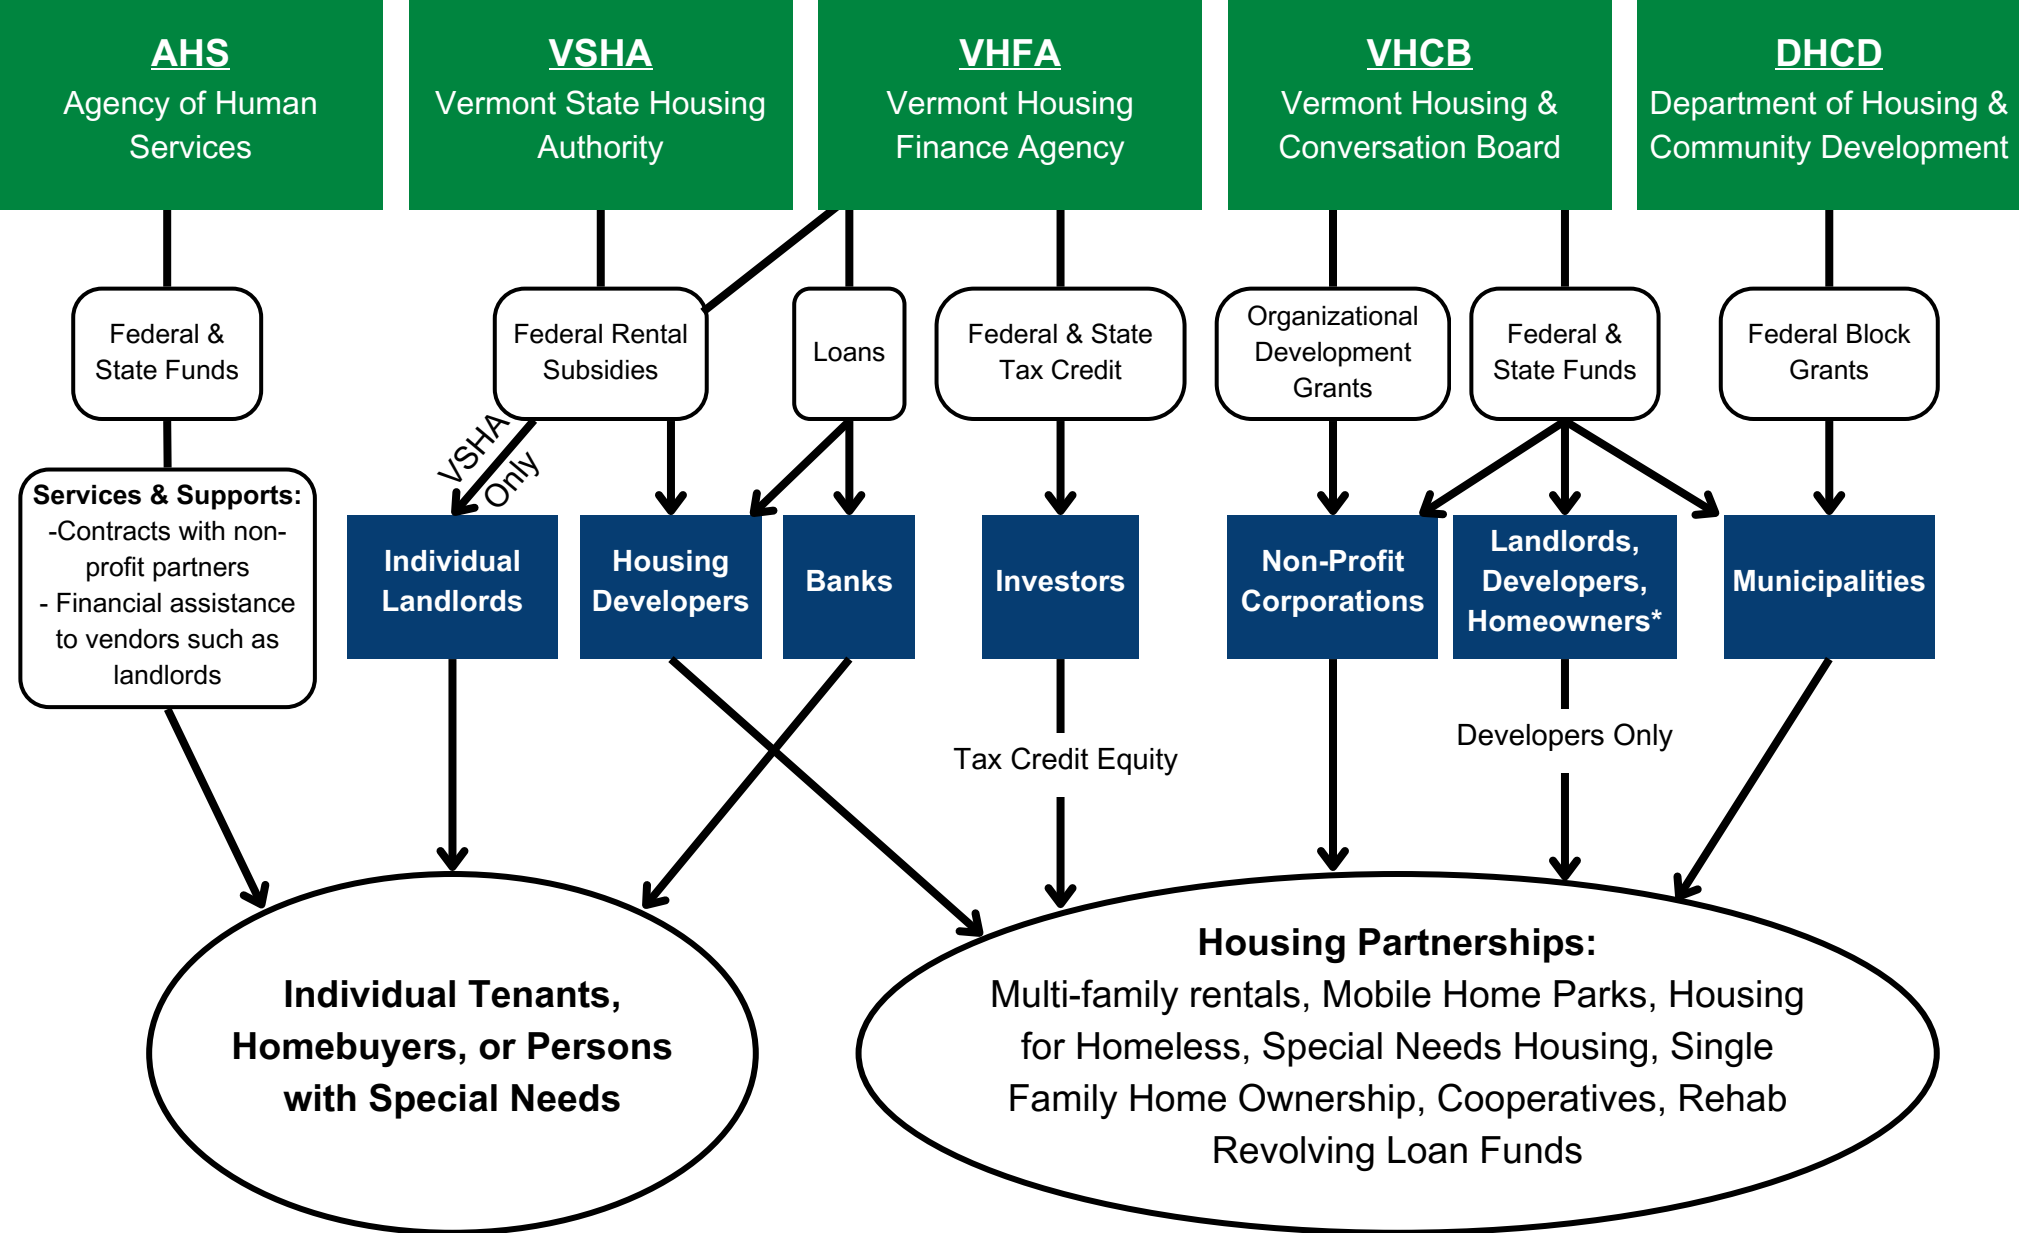 AHS
Agency of Human
Services
VSHA
Vermont State Housing
Authority
VHFA
Vermont Housing
Finance Agency
VHCB
Vermont Housing &
Conversation Board
DHCD
Department of Housing &
Community Development
Federal &
State Funds
Federal Rental
Subsidies
Loans
Federal & State
Tax Credit
Organizational
Development
Grants
Federal &
State Funds
Federal Block
Grants
VSHA
Only
Services & Supports:
-Contracts with non-
profit partners
- Financial assistance
to vendors such as
landlords
Individual
Landlords
Housing
Developers
Banks
Investors
Non-Profit
Corporations
Landlords,
Developers,
Homeowners*
Municipalities
Tax Credit Equity
Developers Only
Individual Tenants,
Homebuyers, or Persons
with Special Needs
Housing Partnerships:
Multi-family rentals, Mobile Home Parks, Housing
for Homeless, Special Needs Housing, Single
Family Home Ownership, Cooperatives, Rehab
Revolving Loan Funds